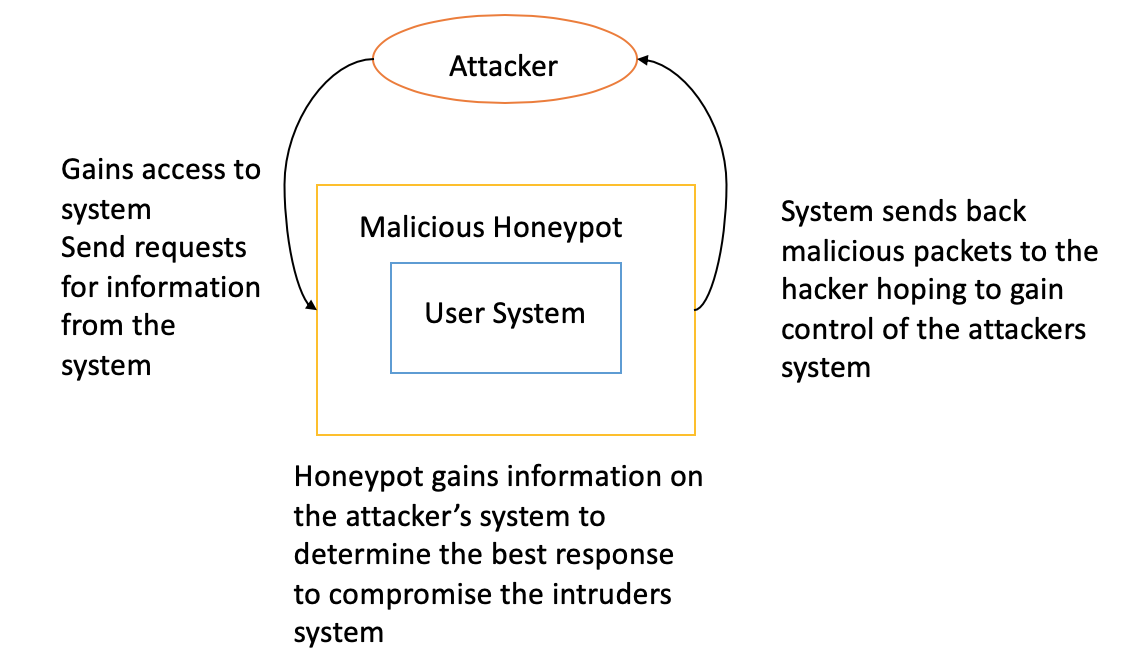 Attacker
Gains access to
system
Send requests
for information
from the
system
Malicious Honeypot
User System
System sends back
malicious packets to the
hacker hoping to gain
control of the attackers
system
Honeypot gains information on
the attacker’s system to
determine the best response
to compromise the intruders
system